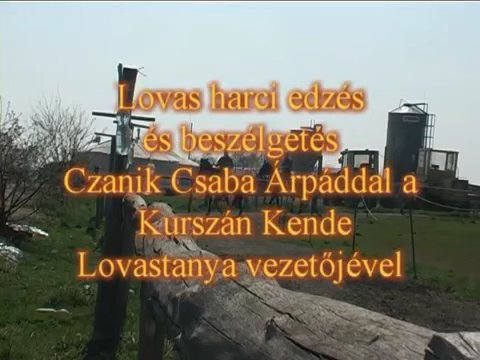 Lovas harci edzés
és beszélgetés
Czanik Csaba Árpáddal a
Kurszán Kende
Lovastanya vezetőjével